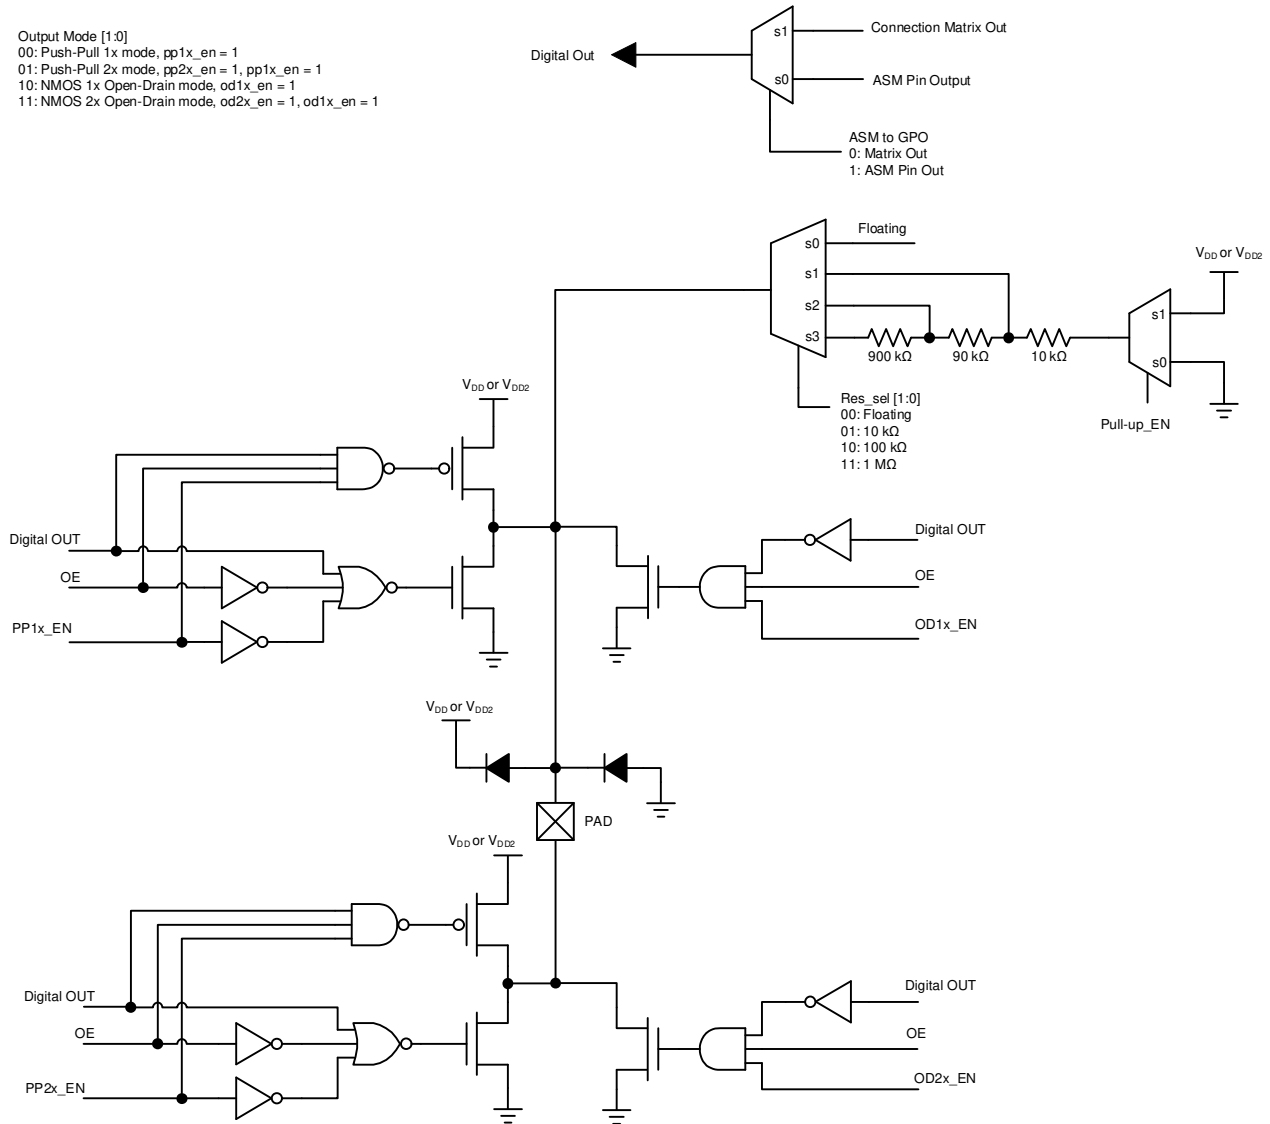 Output Mode [1:0]
00: Push-Pull 1x mode, pp1x_en = 1
01: Push-Pull 2x mode, pp2x_en = 1, pp1x_en = 1
10: NMOS 1x Open-Drain mode, od1x_en = 1
11: NMOS 2x Open-Drain mode, od2x_en = 1, od1x_en = 1
Digital Out
s1
Connection Matrix Out
s0
ASM Pin Output
ASM to GPO
0: Matrix Out
1: ASM Pin Out
s0
Floating
s1
s2
s3
900 kΩ
90 kΩ
10 kΩ
VDD or VDD2
s1
s0
Pull-up_EN
Res_sel [1:0]
00: Floating
01: 10 kΩ
10: 100 kΩ
11: 1 MΩ
VDD or VDD2
Digital OUT
OE
PP1x_EN
Digital OUT
OE
OD1x_EN
VDD or VDD2
PAD
VDD or VDD2
Digital OUT
OE
PP2x_EN
Digital OUT
OE
OD2x_EN